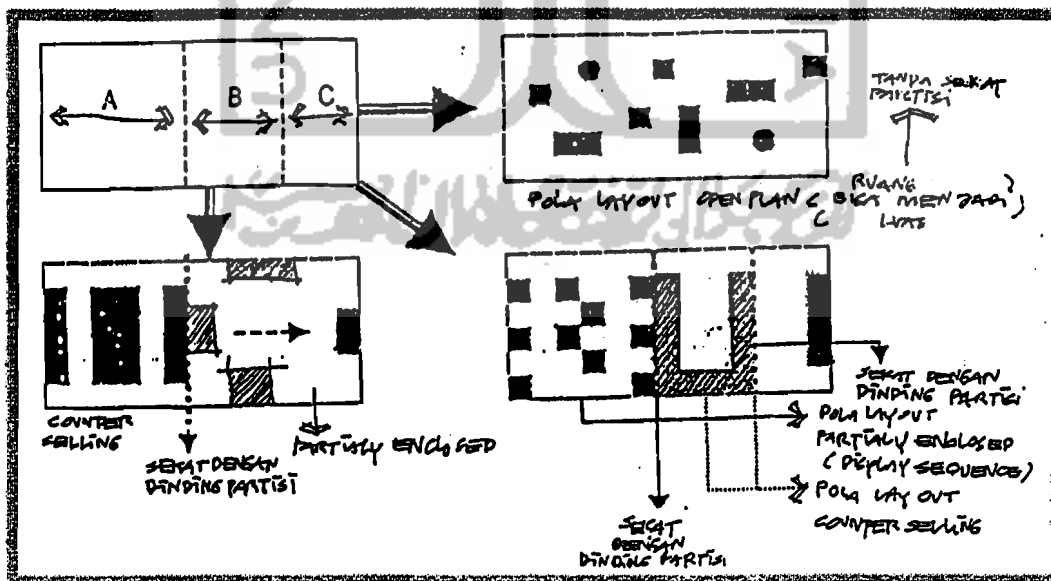 A
B
C
TANDA SEKAT
PARTISI
POLA LAYOUT OPEN PLAN (
RUANG
BISA MENJADI
LUAS
COUNTER
SELLING
SEKAT DENGAN
DINDING PARTISI
PARTIALY ENCLOSED
SEKAT DENGAN
DINDING PARTISI
POLA LAYOUT
PARTIALY ENCLOSED
(DISPLAY SEQUENCE)
POLA LAY OUT
COUNTER SELLING
SEKAT
DENGAN
DINDING PARTISI